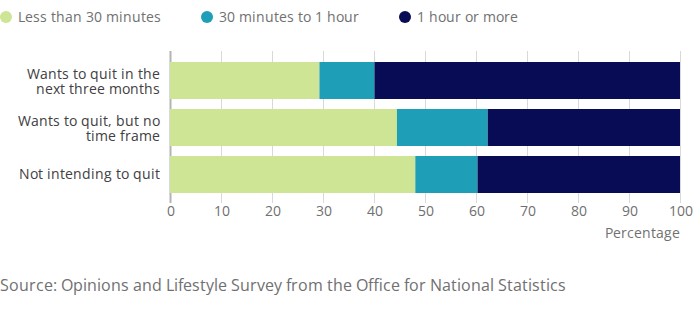 Less than 30 minutes 30 minutes to 1 hour 1 hour or more
Wants to quit in the
next three months
Wants to quit, but no
time frame
Not intending to quit
0 10 20 30 40 50 60 70 80 90 100
Percentage
Source: Opinions and Lifestyle Survey from the Office for National Statistics